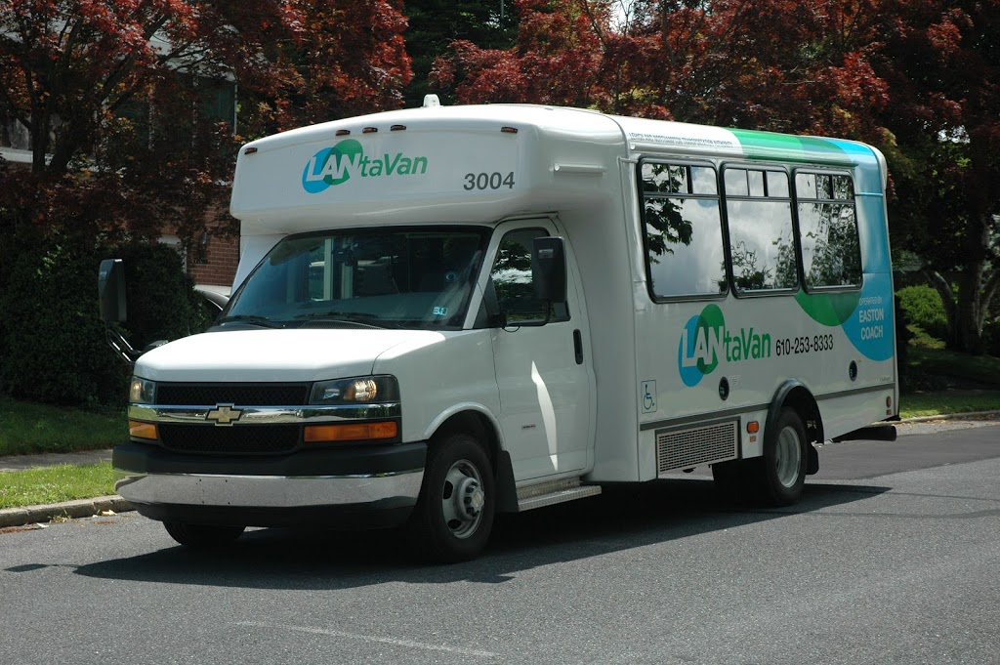 LANtaVan
3004
LANtaVan 610-253-8333
OPERATED BY
EASTON
COACH